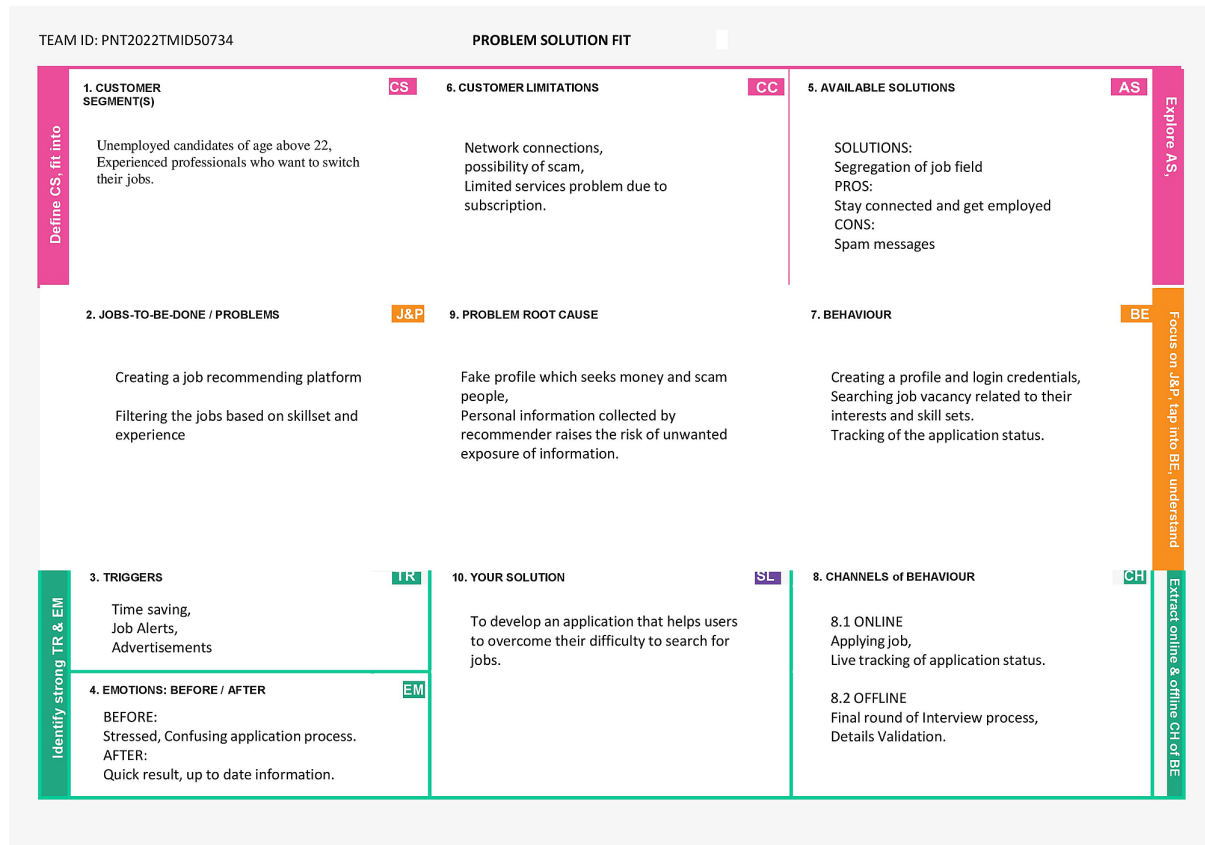 TEAM ID: PNT2022TMID50734
PROBLEM SOLUTION FIT
Define CS, fit into
1. CUSTOMER
SEGMENT(S)
CS
Unemployed candidates of age above 22,
Experienced professionals who want to switch
their jobs.
6. CUSTOMER LIMITATIONS
CC
Network connections,
possibility of scam,
Limited services problem due to
subscription.
5. AVAILABLE SOLUTIONS
AS
SOLUTIONS:
Segregation of job field
PROS:
Stay connected and get employed
CONS:
Spam messages
Explore AS,
2. JOBS-TO-BE-DONE / PROBLEMS
J&P
Creating a job recommending platform
Filtering the jobs based on skillset and
experience
9. PROBLEM ROOT CAUSE
Fake profile which seeks money and scam
people,
Personal information collected by
recommender raises the risk of unwanted
exposure of information.
7. BEHAVIOUR
BE
Creating a profile and login credentials,
Searching job vacancy related to their
interests and skill sets.
Tracking of the application status.
Focus on J&P, tap into BE, understand
Identify strong TR & EM
3. TRIGGERS
TR
Time saving,
Job Alerts,
Advertisements
4. EMOTIONS: BEFORE / AFTER
EM
BEFORE:
Stressed, Confusing application process.
AFTER:
Quick result, up to date information.
10. YOUR SOLUTION
SL
To develop an application that helps users
to overcome their difficulty to search for
jobs.
8. CHANNELS of BEHAVIOUR
CH
8.1 ONLINE
Applying job,
Live tracking of application status.
8.2 OFFLINE
Final round of Interview process,
Details Validation.
Extract online & offline CH of BE